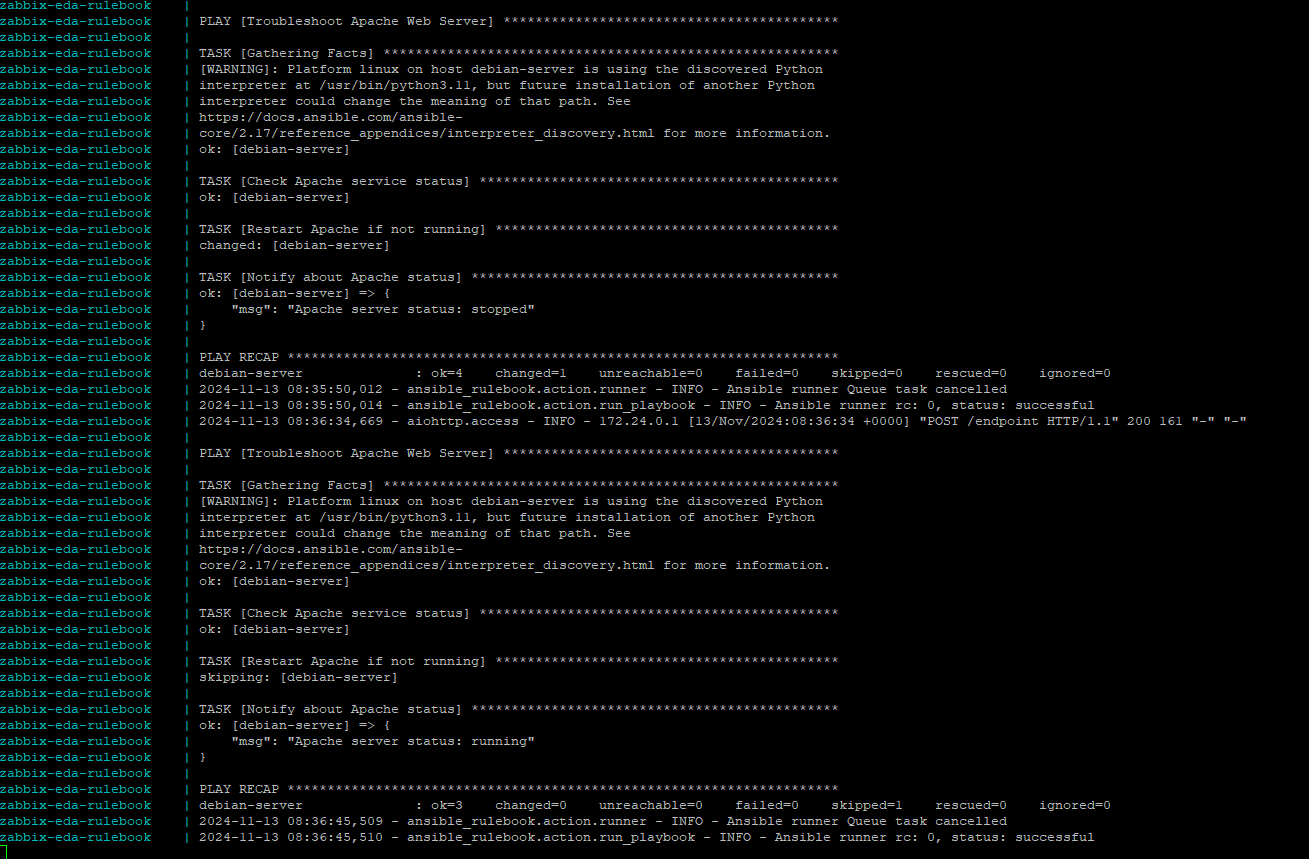 zabbix-eda-rulebook |
zabbix-eda-rulebook | PLAY [Troubleshoot Apache Web Server] ******************************************
zabbix-eda-rulebook |
zabbix-eda-rulebook | TASK [Gathering Facts] *********************************************************
zabbix-eda-rulebook | [WARNING]: Platform linux on host debian-server is using the discovered Python
zabbix-eda-rulebook | interpreter at /usr/bin/python3.11, but future installation of another Python
zabbix-eda-rulebook | interpreter could change the meaning of that path. See
zabbix-eda-rulebook | https://docs.ansible.com/ansible-
zabbix-eda-rulebook | core/2.17/reference_appendices/interpreter_discovery.html for more information.
zabbix-eda-rulebook | ok: [debian-server]
zabbix-eda-rulebook |
zabbix-eda-rulebook | TASK [Check Apache service status] *********************************************
zabbix-eda-rulebook | ok: [debian-server]
zabbix-eda-rulebook |
zabbix-eda-rulebook | TASK [Restart Apache if not running] *******************************************
zabbix-eda-rulebook | changed: [debian-server]
zabbix-eda-rulebook |
zabbix-eda-rulebook | TASK [Notify about Apache status] **********************************************
zabbix-eda-rulebook | ok: [debian-server] => {
zabbix-eda-rulebook |     "msg": "Apache server status: stopped"
zabbix-eda-rulebook | }
zabbix-eda-rulebook |
zabbix-eda-rulebook | PLAY RECAP *********************************************************************
zabbix-eda-rulebook | debian-server              : ok=4    changed=1    unreachable=0    failed=0    skipped=0    rescued=0    ignored=0
zabbix-eda-rulebook | 2024-11-13 08:35:50,012 - ansible_rulebook.action.runner - INFO - Ansible runner Queue task cancelled
zabbix-eda-rulebook | 2024-11-13 08:35:50,014 - ansible_rulebook.action.run_playbook - INFO - Ansible runner rc: 0, status: successful
zabbix-eda-rulebook | 2024-11-13 08:36:34,669 - aiohttp.access - INFO - 172.24.0.1 [13/Nov/2024:08:36:34 +0000] "POST /endpoint HTTP/1.1" 200 161 "-" "-"
zabbix-eda-rulebook |
zabbix-eda-rulebook | PLAY [Troubleshoot Apache Web Server] ******************************************
zabbix-eda-rulebook |
zabbix-eda-rulebook | TASK [Gathering Facts] *********************************************************
zabbix-eda-rulebook | [WARNING]: Platform linux on host debian-server is using the discovered Python
zabbix-eda-rulebook | interpreter at /usr/bin/python3.11, but future installation of another Python
zabbix-eda-rulebook | interpreter could change the meaning of that path. See
zabbix-eda-rulebook | https://docs.ansible.com/ansible-
zabbix-eda-rulebook | core/2.17/reference_appendices/interpreter_discovery.html for more information.
zabbix-eda-rulebook | ok: [debian-server]
zabbix-eda-rulebook |
zabbix-eda-rulebook | TASK [Check Apache service status] *********************************************
zabbix-eda-rulebook | ok: [debian-server]
zabbix-eda-rulebook |
zabbix-eda-rulebook | TASK [Restart Apache if not running] *******************************************
zabbix-eda-rulebook | skipping: [debian-server]
zabbix-eda-rulebook |
zabbix-eda-rulebook | TASK [Notify about Apache status] **********************************************
zabbix-eda-rulebook | ok: [debian-server] => {
zabbix-eda-rulebook |     "msg": "Apache server status: running"
zabbix-eda-rulebook | }
zabbix-eda-rulebook |
zabbix-eda-rulebook | PLAY RECAP *********************************************************************
zabbix-eda-rulebook | debian-server              : ok=3    changed=0    unreachable=0    failed=0    skipped=1    rescued=0    ignored=0
zabbix-eda-rulebook | 2024-11-13 08:36:45,509 - ansible_rulebook.action.runner - INFO - Ansible runner Queue task cancelled
zabbix-eda-rulebook | 2024-11-13 08:36:45,510 - ansible_rulebook.action.run_playbook - INFO - Ansible runner rc: 0, status: successful